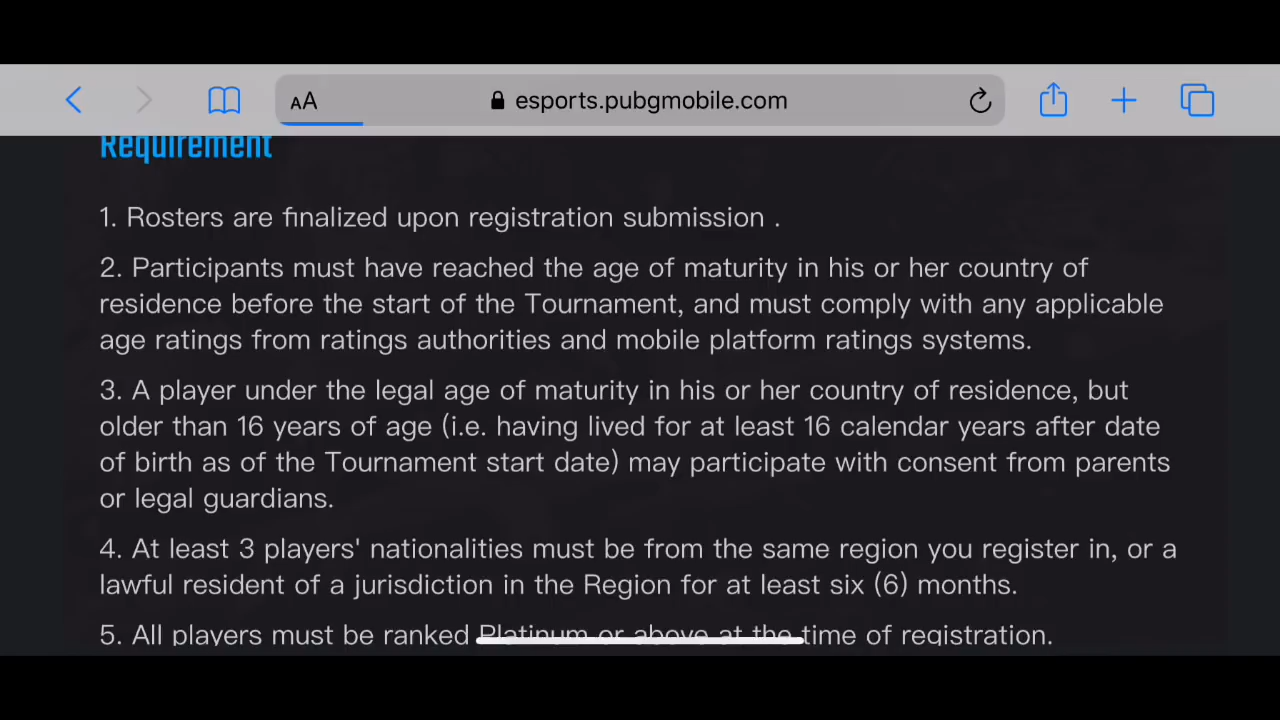 AA
esports.pubgmobile.com
Requirement
1. Rosters are finalized upon registration submission .
2. Participants must have reached the age of maturity in his or her country of
residence before the start of the Tournament, and must comply with any applicable
age ratings from ratings authorities and mobile platform ratings systems.
3. A player under the legal age of maturity in his or her country of residence, but
older than 16 years of age (i.e. having lived for at least 16 calendar years after date
of birth as of the Tournament start date) may participate with consent from parents
or legal guardians.
4. At least 3 players' nationalities must be from the same region you register in, or a
lawful resident of a jurisdiction in the Region for at least six (6) months.
5. All players must be ranked Platinum or above at the time of registration.